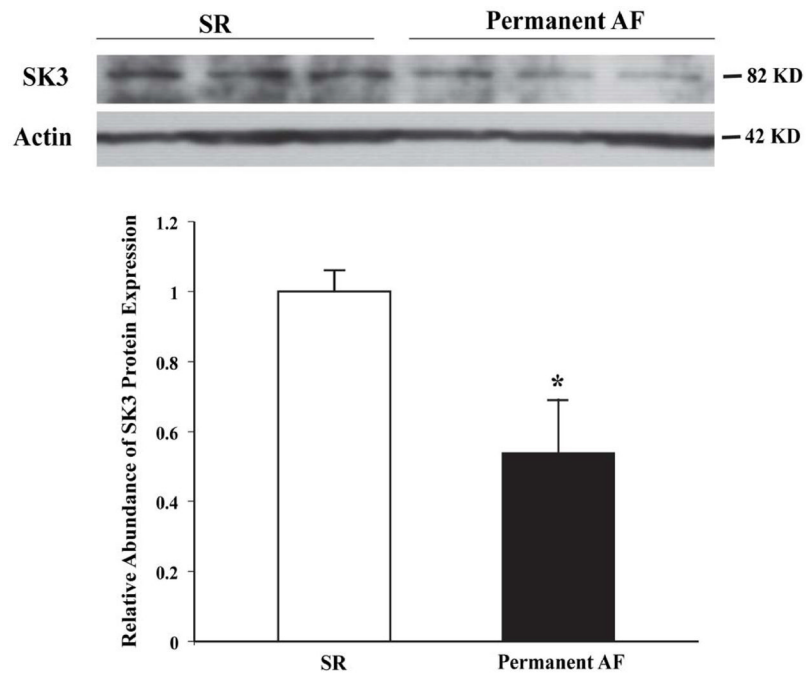 SR Permanent AF
SK3 82 KD
Actin 42 KD
Relative Abundance of SK3 Protein Expression
1.2
1
0.8
0.6
0.4
0.2
0
*
SR Permanent AF